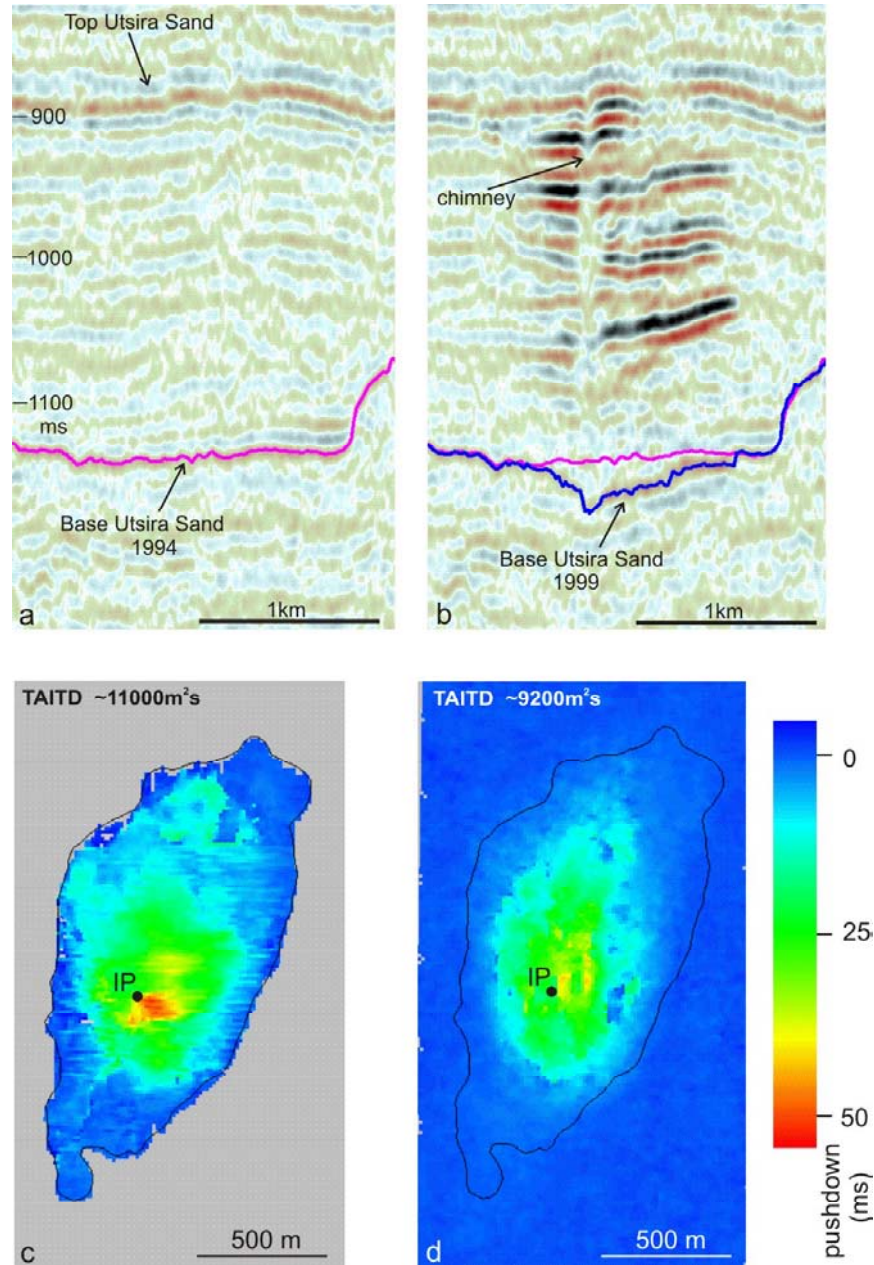 Top Utsira Sand
900
chimney
1000
1100
ms
Base Utsira Sand
1994
Base Utsira Sand
1999
a
1km
b
1km
TAITD ~11000m²s
TAITD ~9200m²s
0
25
50
pushdown
(ms)
IP
IP
c
500 m
d
500 m